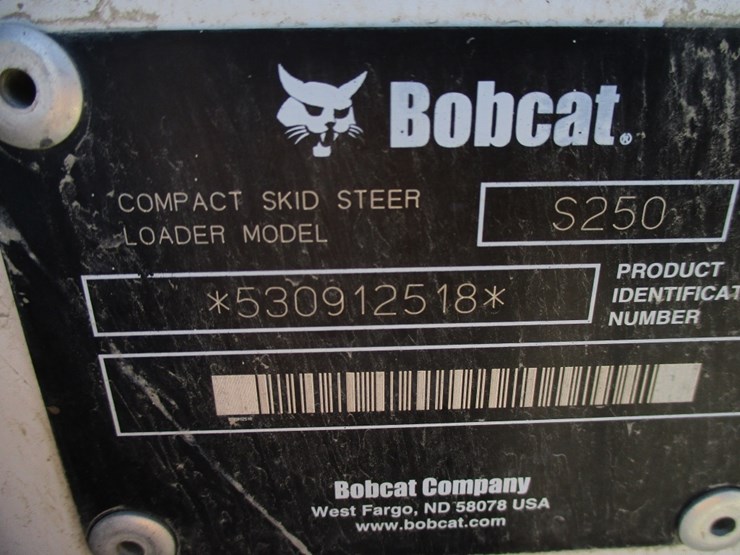 Bobcat®
COMPACT SKID STEER
LOADER MODEL
S250
*530912518*
PRODUCT
IDENTIFICAT
NUMBER
Bobcat Company
West Fargo, ND 58078 USA
www.bobcat.com